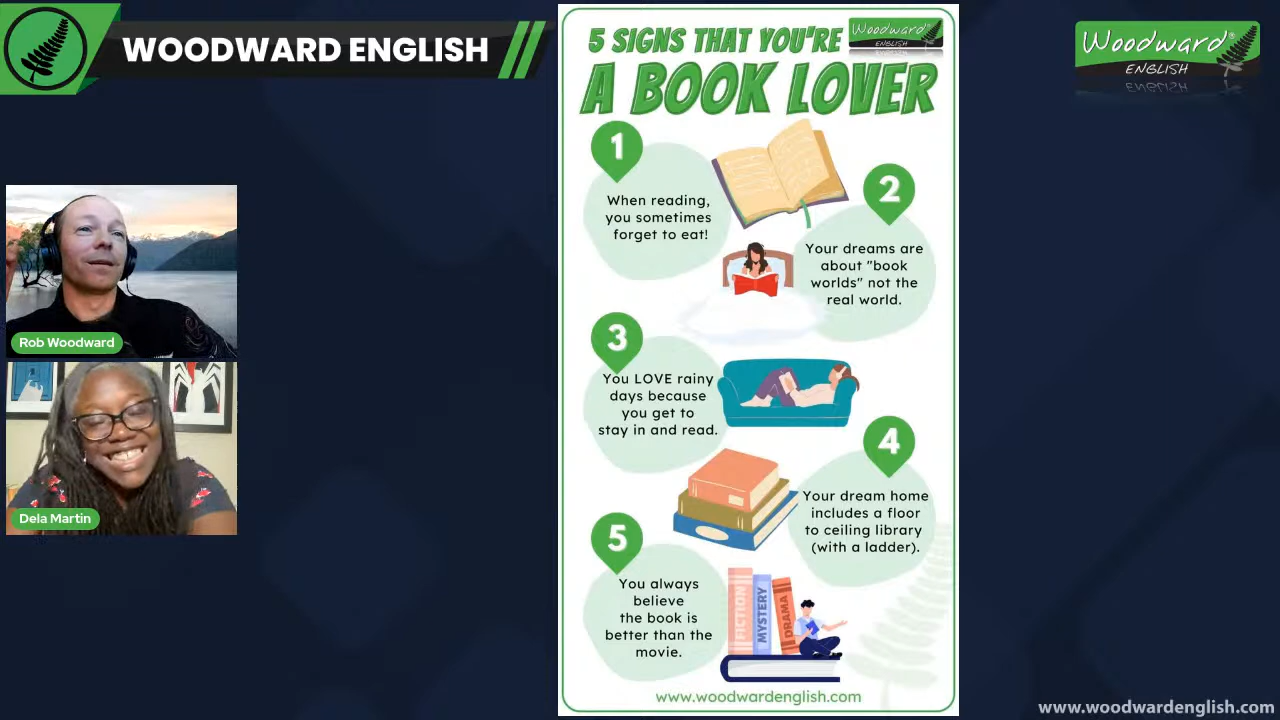 WOODWARD ENGLISH
5 SIGNS THAT YOU'RE
A BOOK LOVER
Woodward®
ENGLISH
Woodward®
ENGLISH
1
When reading,
you sometimes
forget to eat!
2
Your dreams are
about "book
worlds" not the
real world.
3
You LOVE rainy
days because
you get to
stay in and read.
4
Your dream home
includes a floor
to ceiling library
(with a ladder).
5
You always
believe
the book is
better than the
movie.
FICTION
MYSTERY
DRAMA
www.woodwardenglish.com
Rob Woodward
Dela Martin
www.woodwardenglish.com